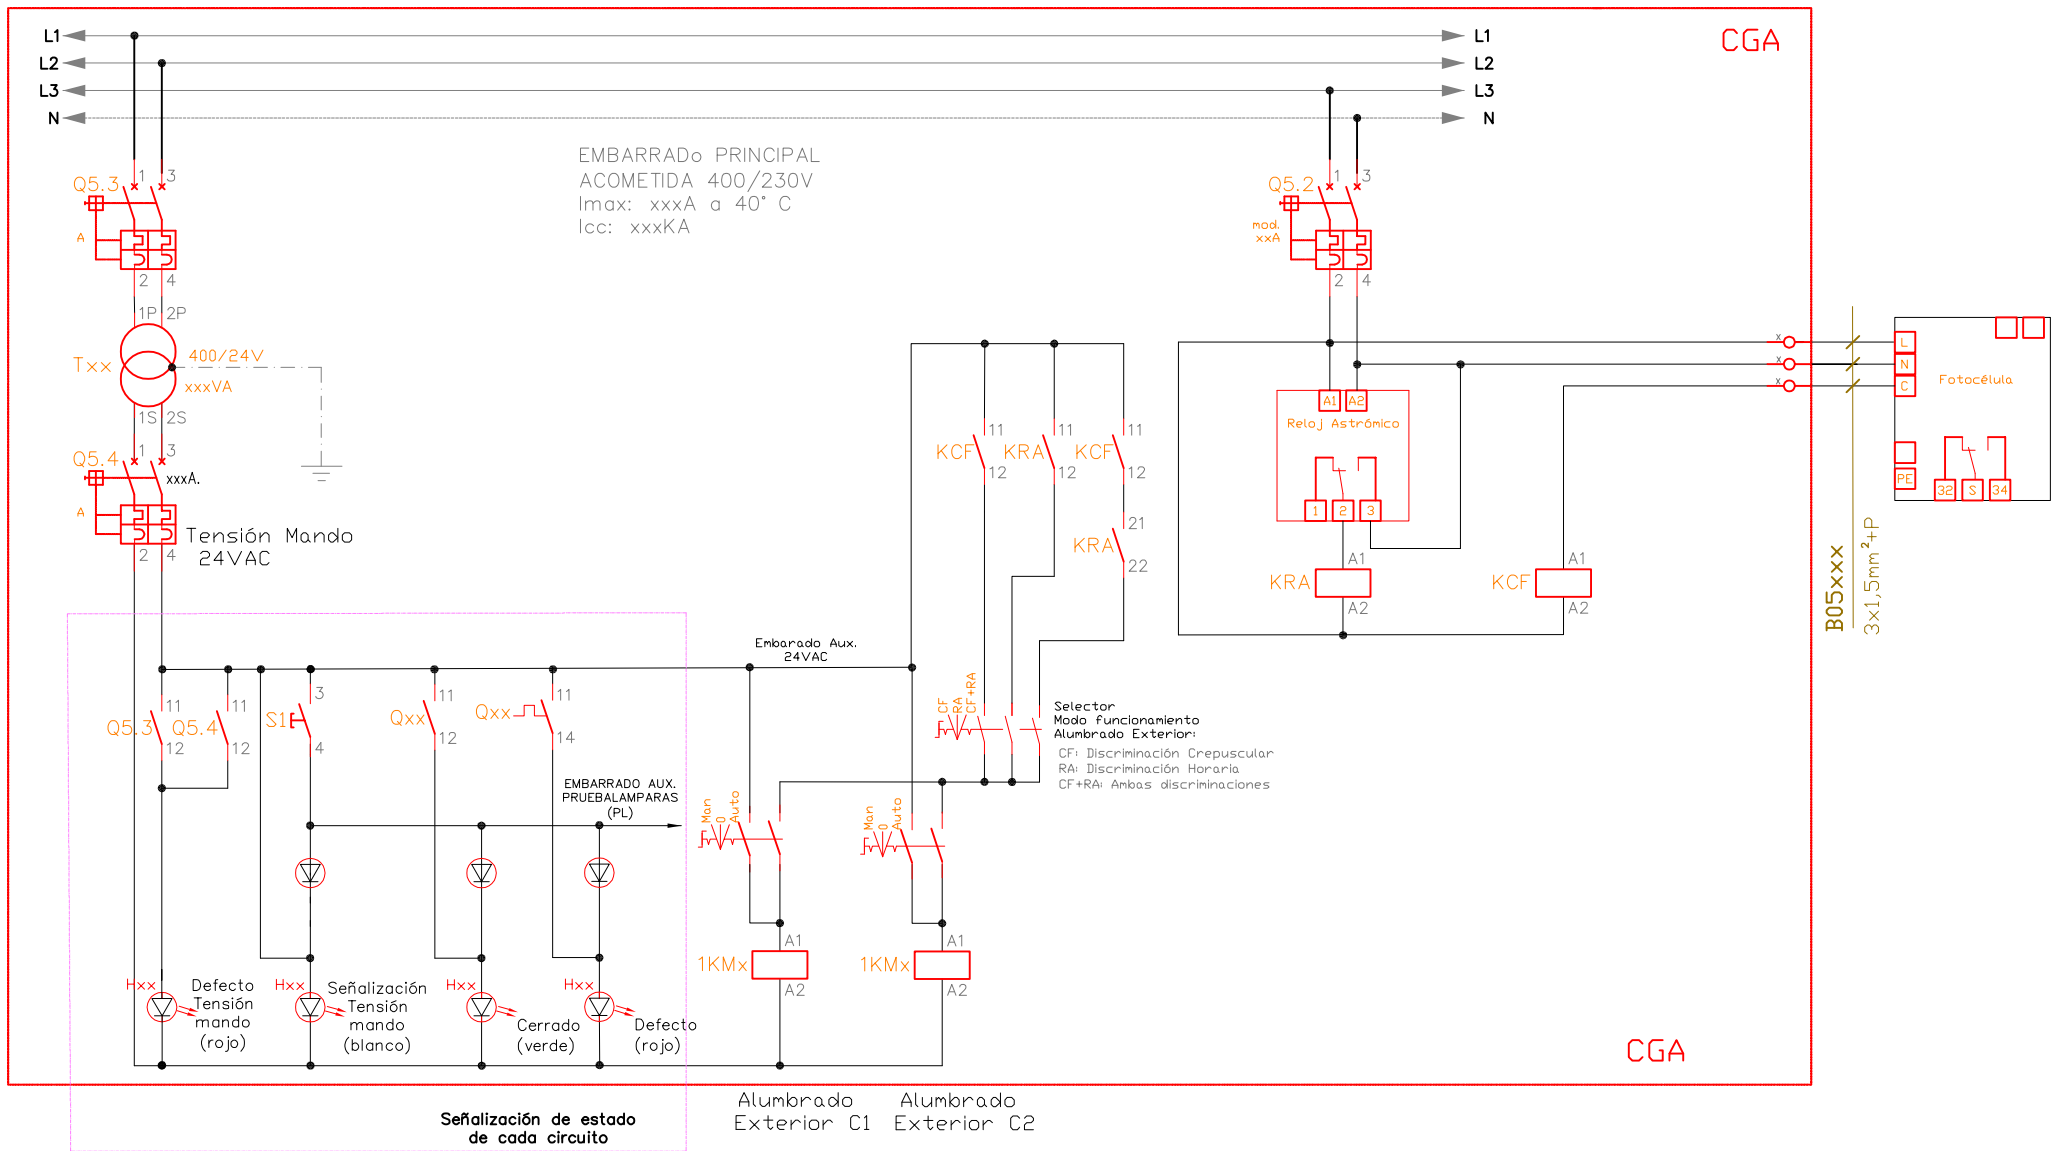 CGA
L1
L1
L2
L2
L3
L3
N
N
EMBARRADo PRINCIPAL
ACOMETIDA 400/230V
Imax: xxxA a 40° C
Icc: xxxKA
Q5.3
1
3
A
2
4
1P
2P
Txx
400/24V
xxxVA
1S
2S
Q5.4
1
3
xxxA.
A
2
4
Tensión Mando
24VAC
Q5.2
1
3
mod.
xxA
2
4
A1
A2
Reloj Astrómico
1
2
3
KRA
A1
A2
KCF
A1
A2
x
x
x
L
N
C
Fotocélula
PE
32
S
34
B05xxx
3x1,5mm²+P
KCF
11
12
KRA
11
12
KCF
11
12
KRA
21
22
Embarado Aux.
24VAC
CF
RA
CF+RA
Selector
Modo funcionamiento
Alumbrado Exterior:
CF: Discriminación Crepuscular
RA: Discriminación Horaria
CF+RA: Ambas discriminaciones
Q5.3
11
12
Q5.4
11
12
S1
3
4
Qxx
11
12
Qxx
11
14
EMBARRADO AUX.
PRUEBALAMPARAS
(PL)
Man
0
Auto
Man
0
Auto
1KMx
A1
A2
1KMx
A1
A2
Hxx
Defecto
Tensión
mando
(rojo)
Hxx
Señalización
Tensión
mando
(blanco)
Hxx
Cerrado
(verde)
Hxx
Defecto
(rojo)
CGA
Alumbrado
Exterior C1
Alumbrado
Exterior C2
Señalización de estado
de cada circuito